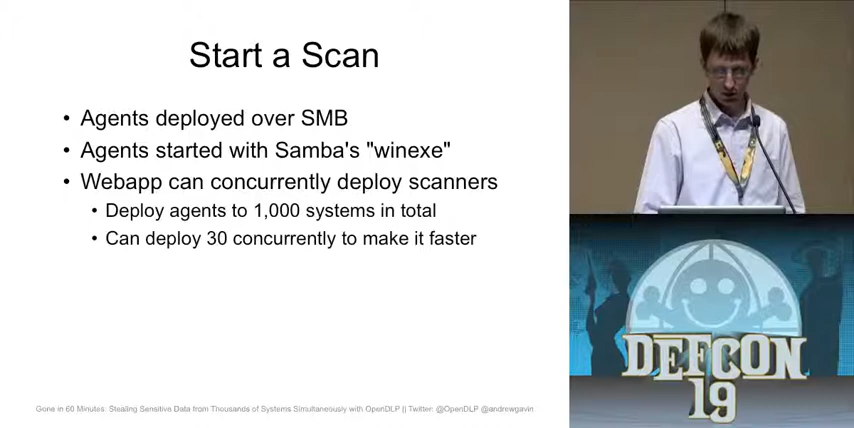 Start a Scan
• Agents deployed over SMB
• Agents started with Samba's "winexe"
• Webapp can concurrently deploy scanners
• Deploy agents to 1,000 systems in total
• Can deploy 30 concurrently to make it faster
Gone in 60 Minutes: Stealing Sensitive Data from Thousands of Systems Simultaneously with OpenDLP || Twitter: @OpenDLP @andrewgavin
DEFCON
19